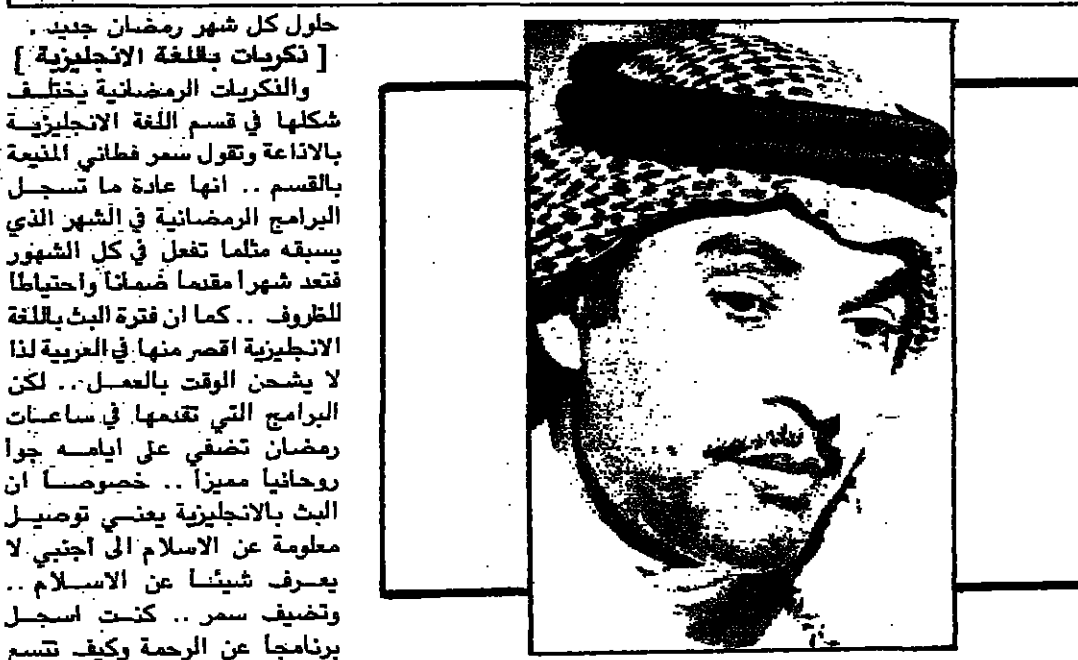 حلول كل شهر رمضان جديد .
[ ذكريات باللغة الانجليزية ]
والذكريات الرمضانية يختلف
شكلها في قسم اللغة الانجليزية
بالاذاعة وتقول سمر فطاني المذيعة
بالقسم .. انها عادة ما تسجل
البرامج الرمضانية في الشهر الذي
يسبقه مثلما تفعل في كل الشهور
فتعد شهراً مقدما ضمانا واحتياطا
للظروف .. كما ان فترة البث باللغة
الانجليزية اقصر منها في العربية لذا
لا يشحن الوقت بالعمل .. لكن
البرامج التي تقدمها في ساعات
رمضان تضفي على ايامه جوا
روحانيا مميزا .. خصوصا ان
البث بالانجليزية يعني توصيل
معلومة عن الاسلام الى أجنبي لا
يعرف شيئا عن الاسلام ..
وتضيف سمر .. كنت اسجل
برنامجا عن الرحمة وكيف تتسع